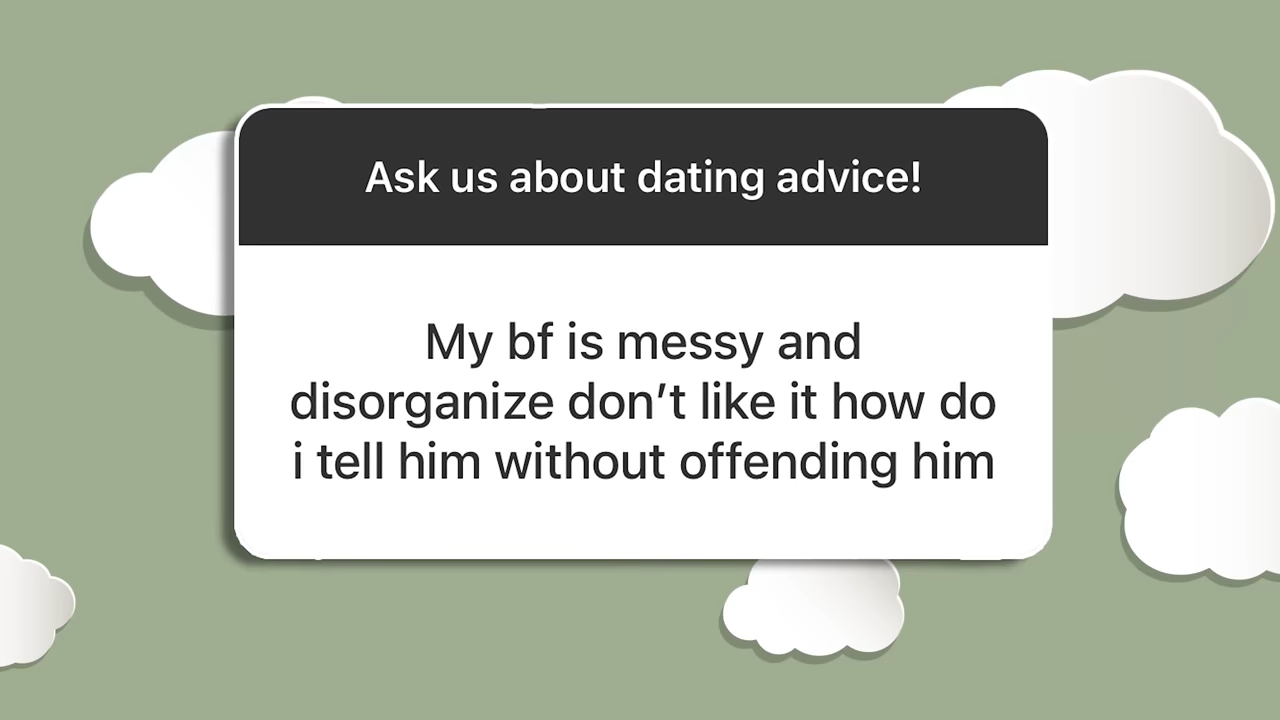 Ask us about dating advice!
My bf is messy and
disorganize don’t like it how do
i tell him without offending him